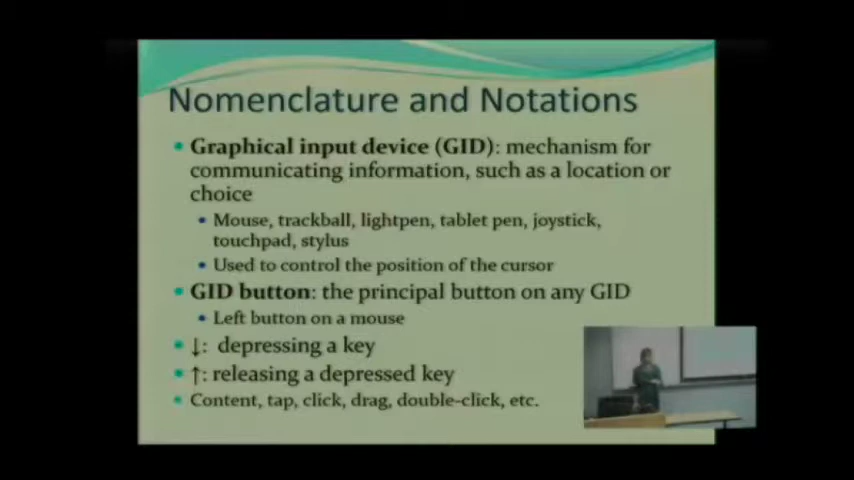 Nomenclature and Notations
• Graphical input device (GID): mechanism for
communicating information, such as a location or
choice
• Mouse, trackball, lightpen, tablet pen, joystick,
touchpad, stylus
• Used to control the position of the cursor
• GID button: the principal button on any GID
• Left button on a mouse
• ↓: depressing a key
• ↑: releasing a depressed key
• Content, tap, click, drag, double-click, etc.